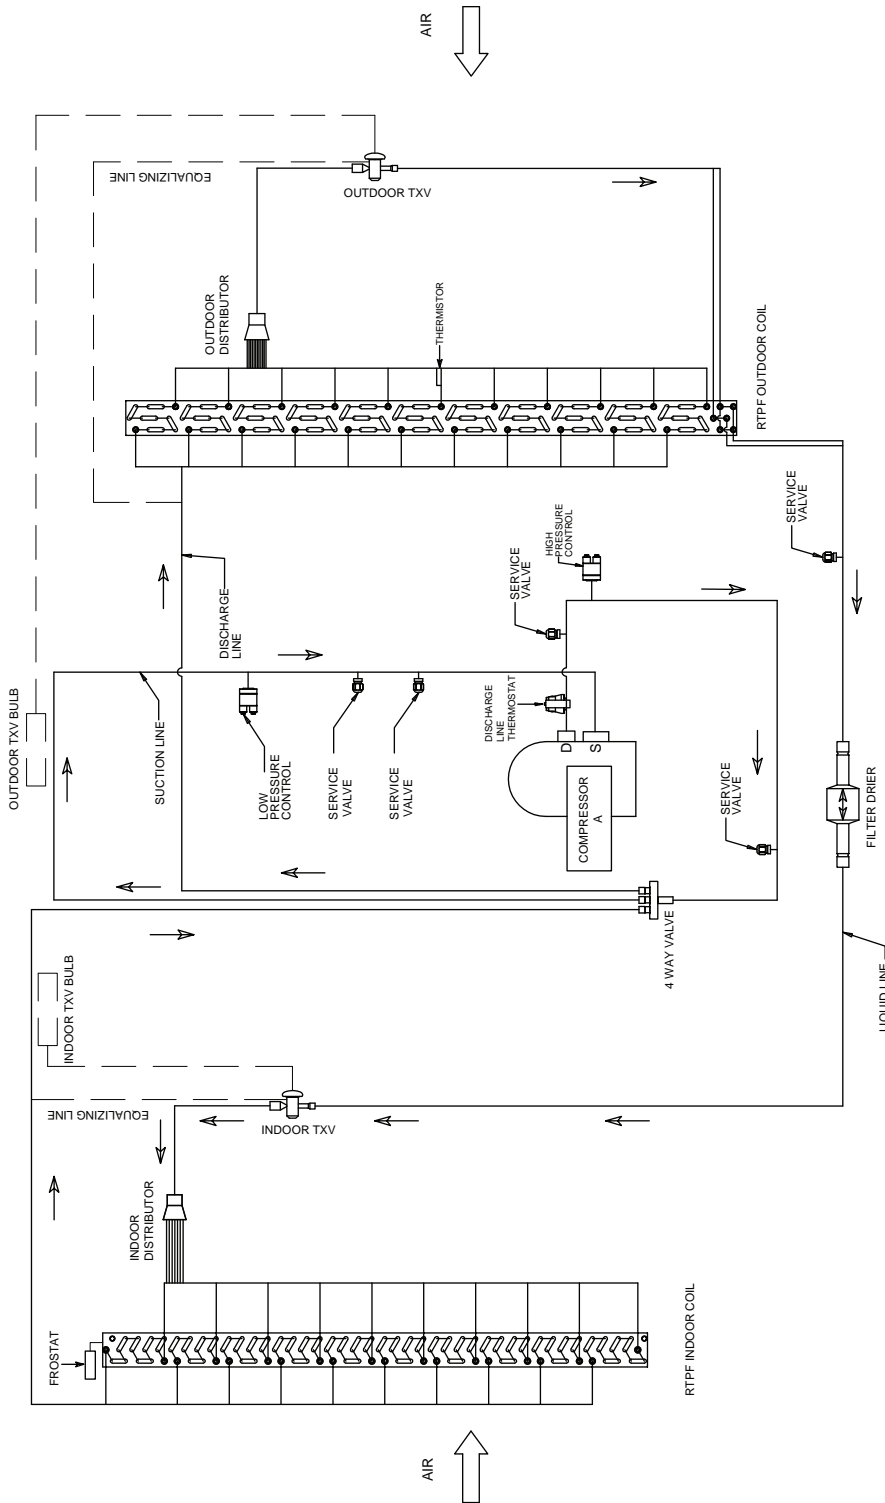 AIR
EQUALIZING LINE
OUTDOOR TXV
OUTDOOR
DISTRIBUTOR
THERMISTOR
RTPF OUTDOOR COIL
SERVICE
VALVE
HIGH
PRESSURE
CONTROL
SERVICE
VALVE
DISCHARGE
LINE
OUTDOOR TXV BULB
SUCTION LINE
LOW
PRESSURE
CONTROL
SERVICE
VALVE
SERVICE
VALVE
DISCHARGE
LINE
THERMOSTAT
D
S
COMPRESSOR
A
SERVICE
VALVE
FILTER DRIER
4 WAY VALVE
LIQUID LINE
INDOOR TXV BULB
EQUALIZING LINE
INDOOR TXV
INDOOR
DISTRIBUTOR
FROSTAT
RTPF INDOOR COIL
AIR